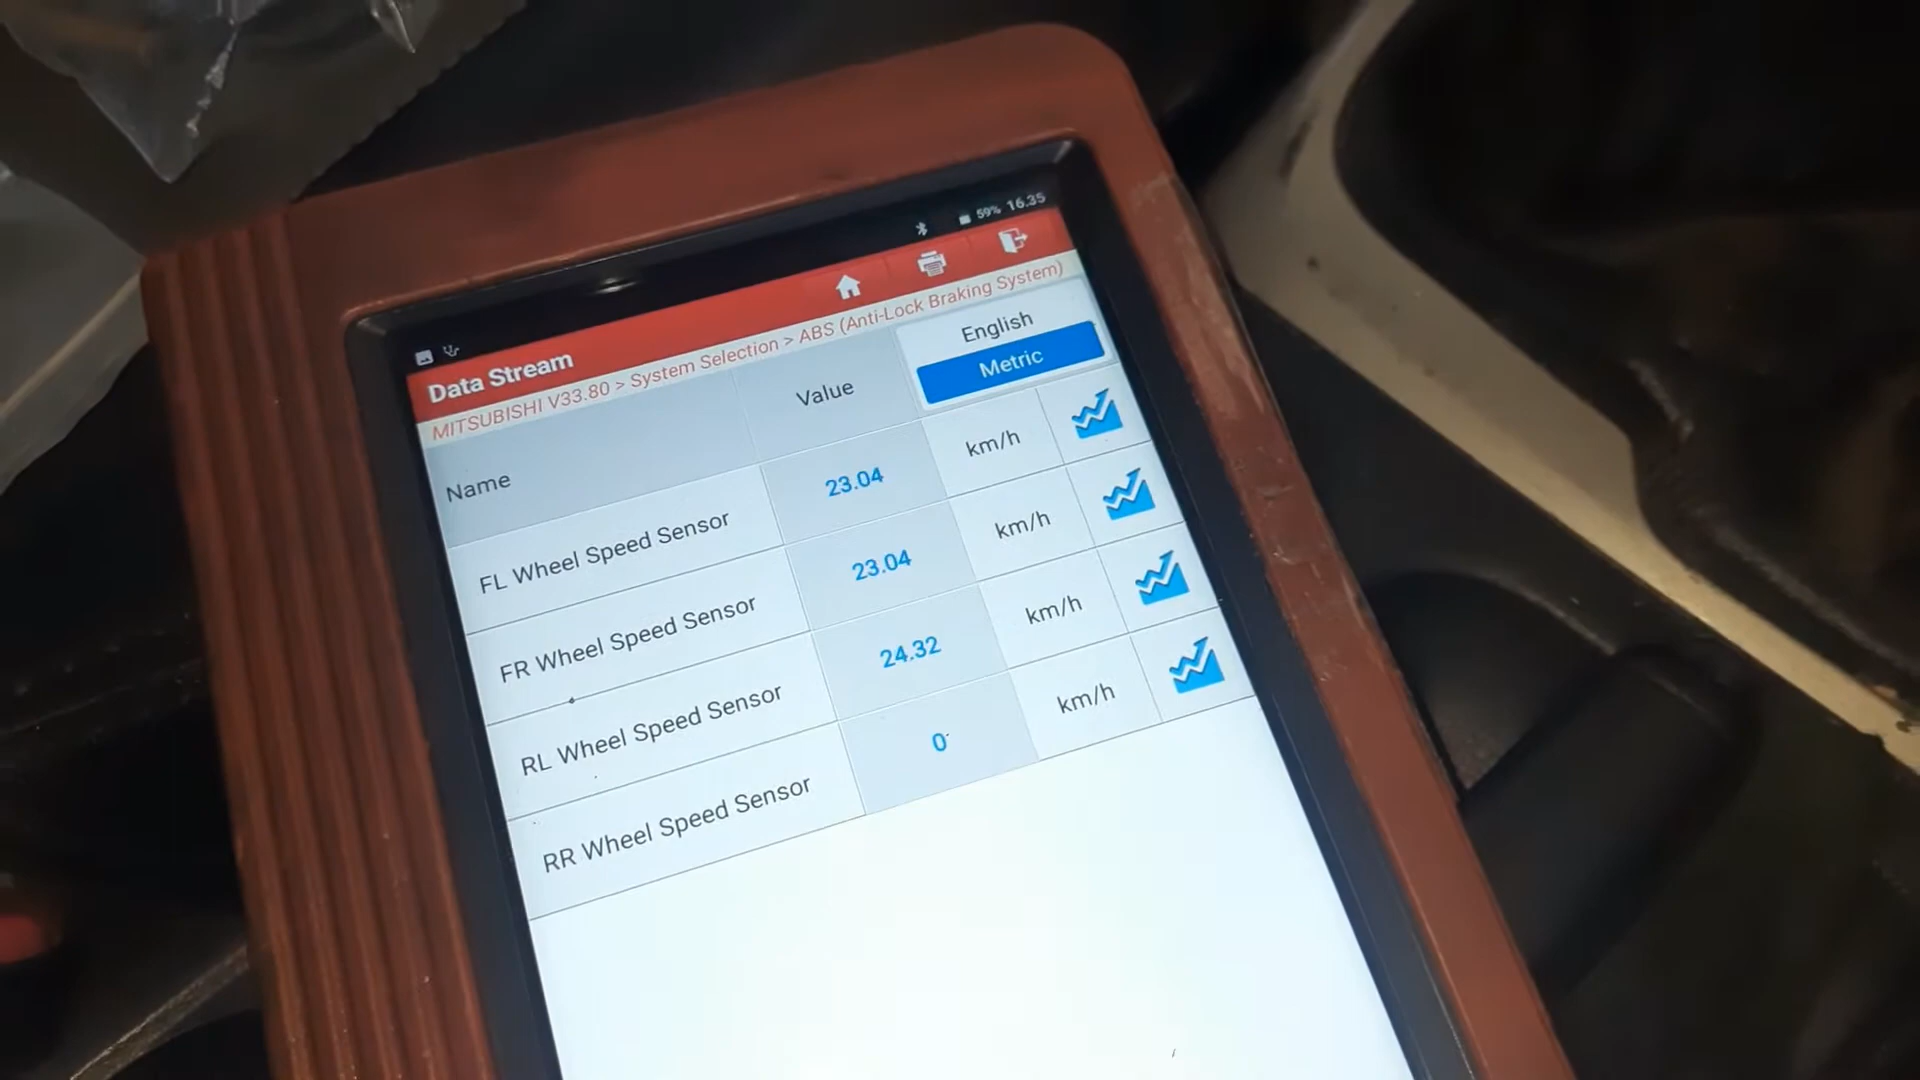 59% 16.35
Data Stream
MITSUBISHI V33.80 > System Selection > ABS (Anti-Lock Braking System)
Name Value English
Metric
FL Wheel Speed Sensor 23.04 km/h
FR Wheel Speed Sensor 23.04 km/h
RL Wheel Speed Sensor 24.32 km/h
RR Wheel Speed Sensor 0 km/h